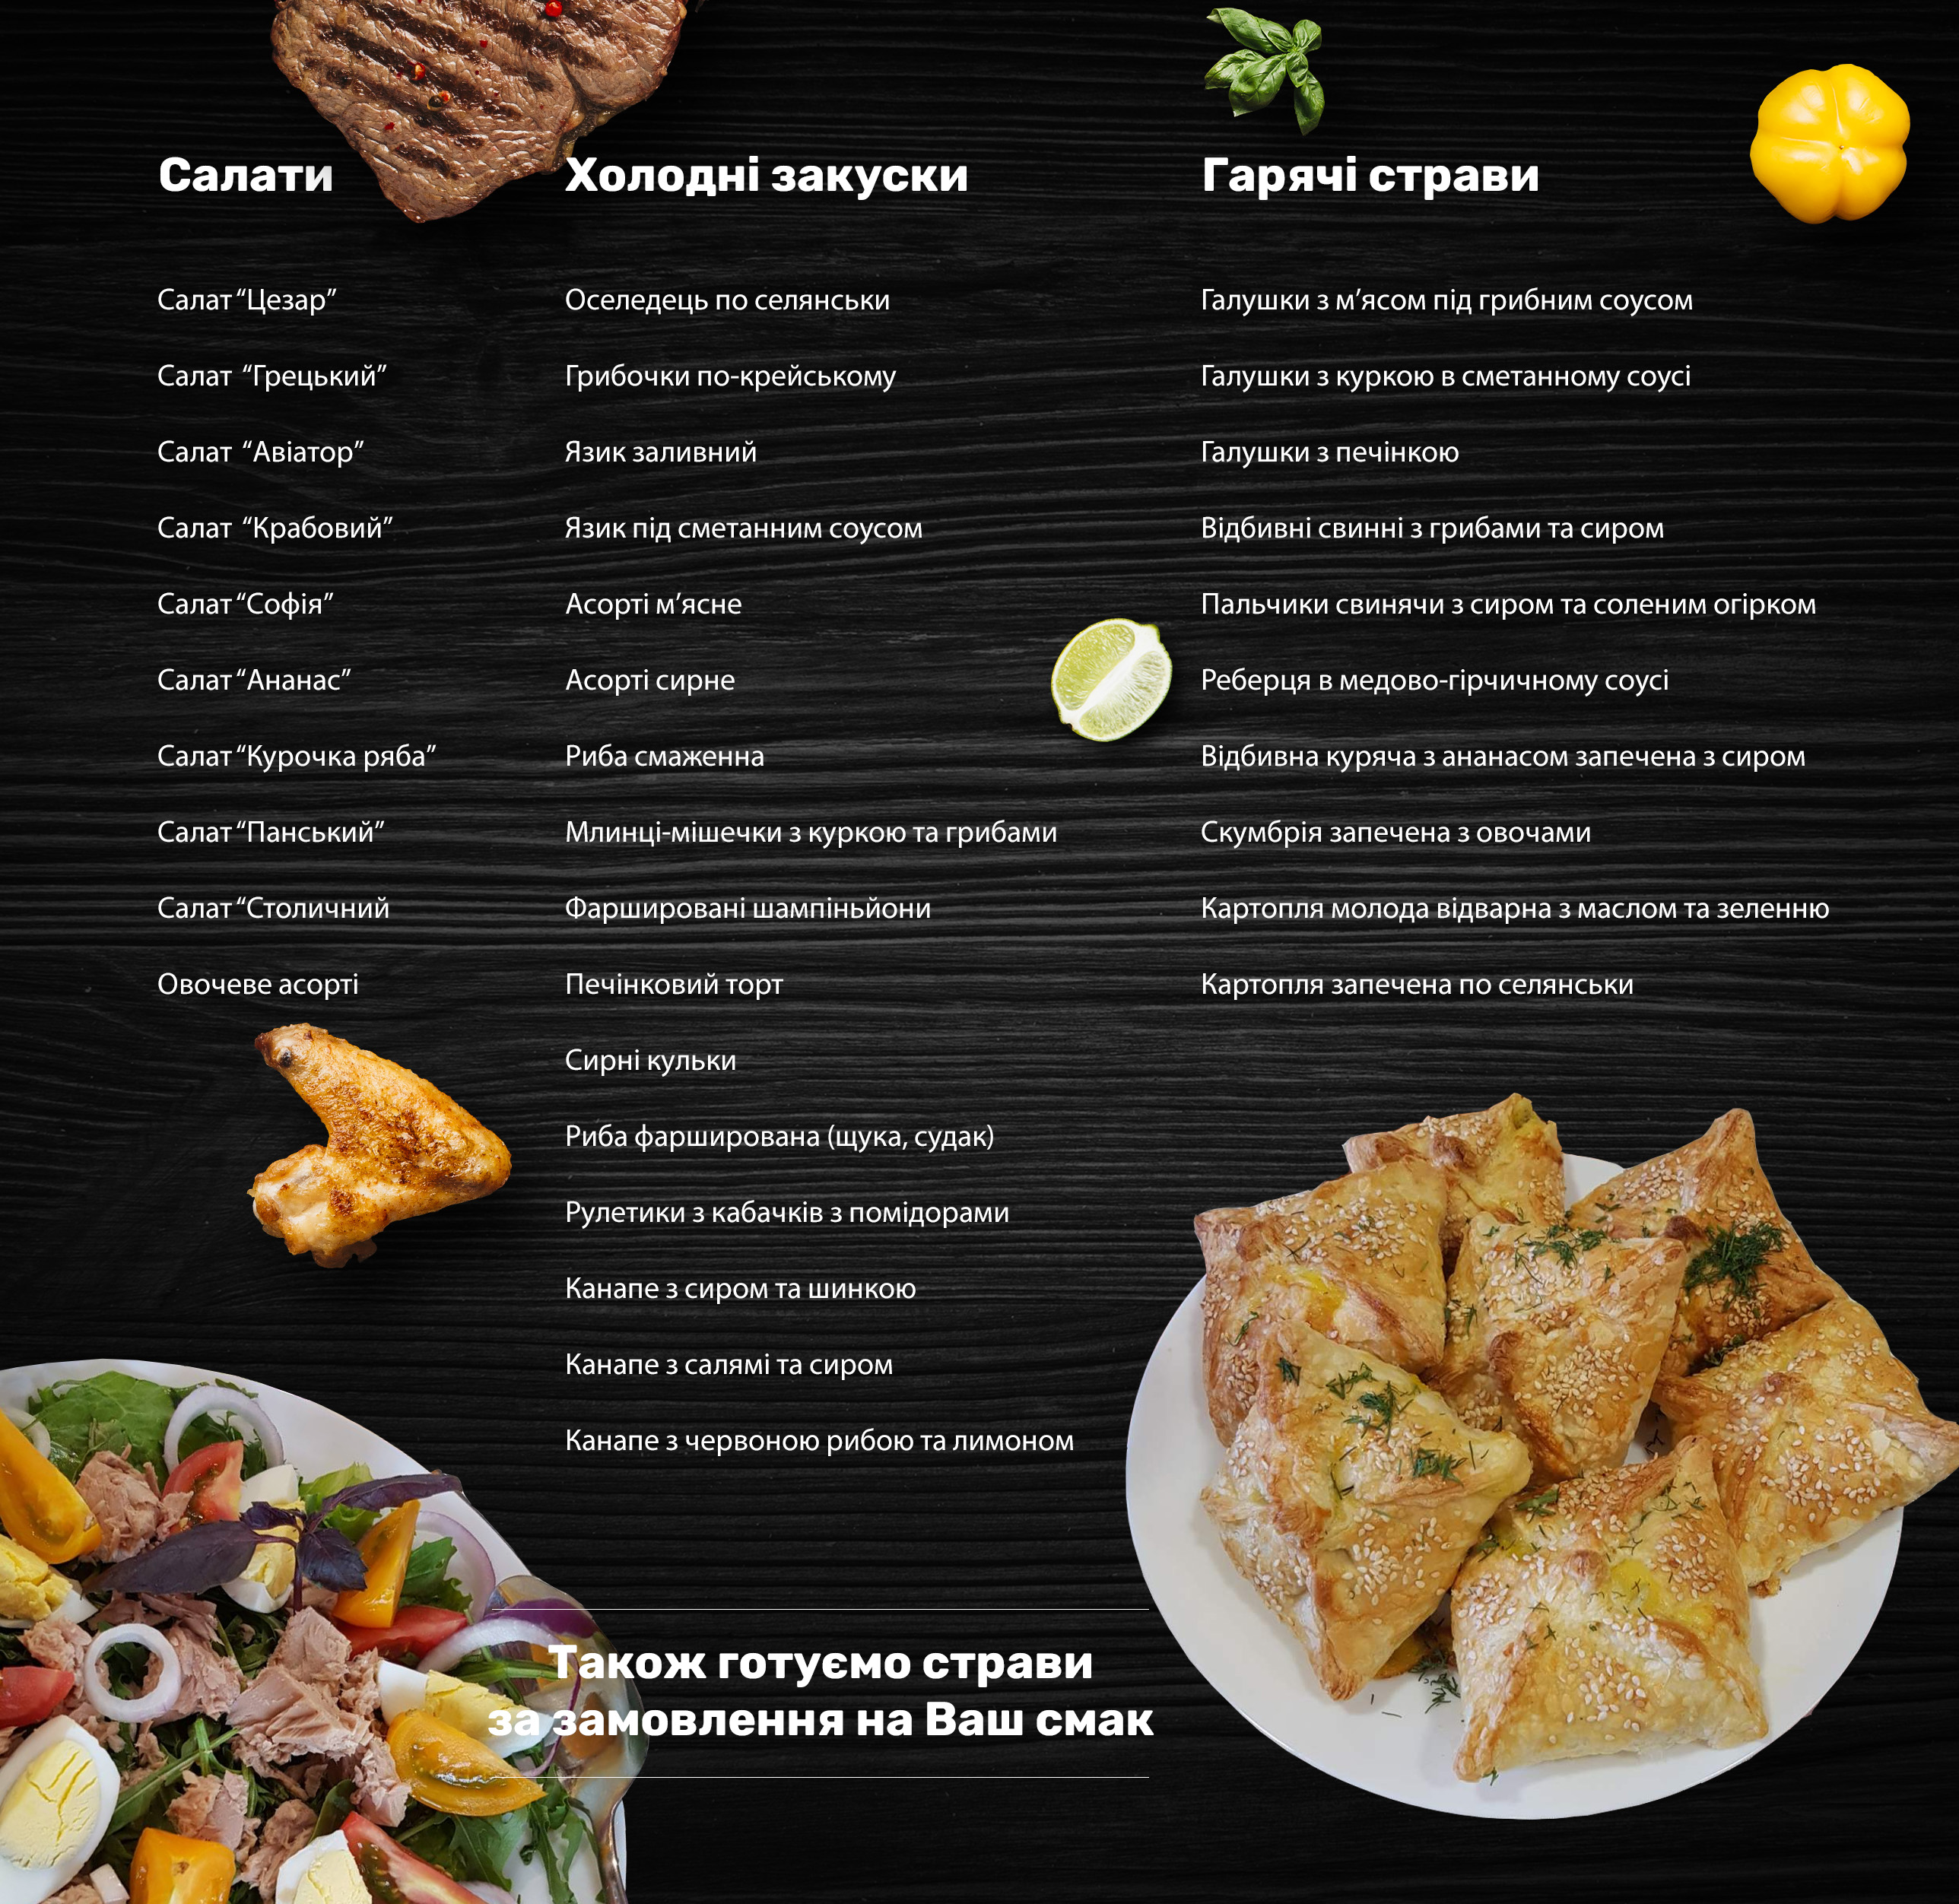 Салати
Салат “Цезар”
Салат “Грецький”
Салат “Авіатор”
Салат “Крабовий”
Салат “Софія”
Салат “Ананас”
Салат “Курочка ряба”
Салат “Панський”
Салат “Столичний
Овочеве асорті
Холодні закуски
Оселедець по селянськи
Грибочки по-крейському
Язик заливний
Язик під сметанним соусом
Асорті м’ясне
Асорті сирне
Риба смаженна
Млинці-мішечки з куркою та грибами
Фаршировані шампіньйони
Печінковий торт
Сирні кульки
Риба фарширована (щука, судак)
Рулетики з кабачків з помідорами
Канапе з сиром та шинкою
Канапе з салямі та сиром
Канапе з червоною рибою та лимоном
Гарячі страви
Галушки з м’ясом під грибним соусом
Галушки з куркою в сметанному соусі
Галушки з печінкою
Відбивні свинні з грибами та сиром
Пальчики свинячи з сиром та соленим огірком
Реберця в медово-гірчичному соусі
Відбивна куряча з ананасом запечена з сиром
Скумбрія запечена з овочами
Картопля молода відварна з маслом та зеленню
Картопля запечена по селянськи
Також готуємо страви
за замовлення на Ваш смак